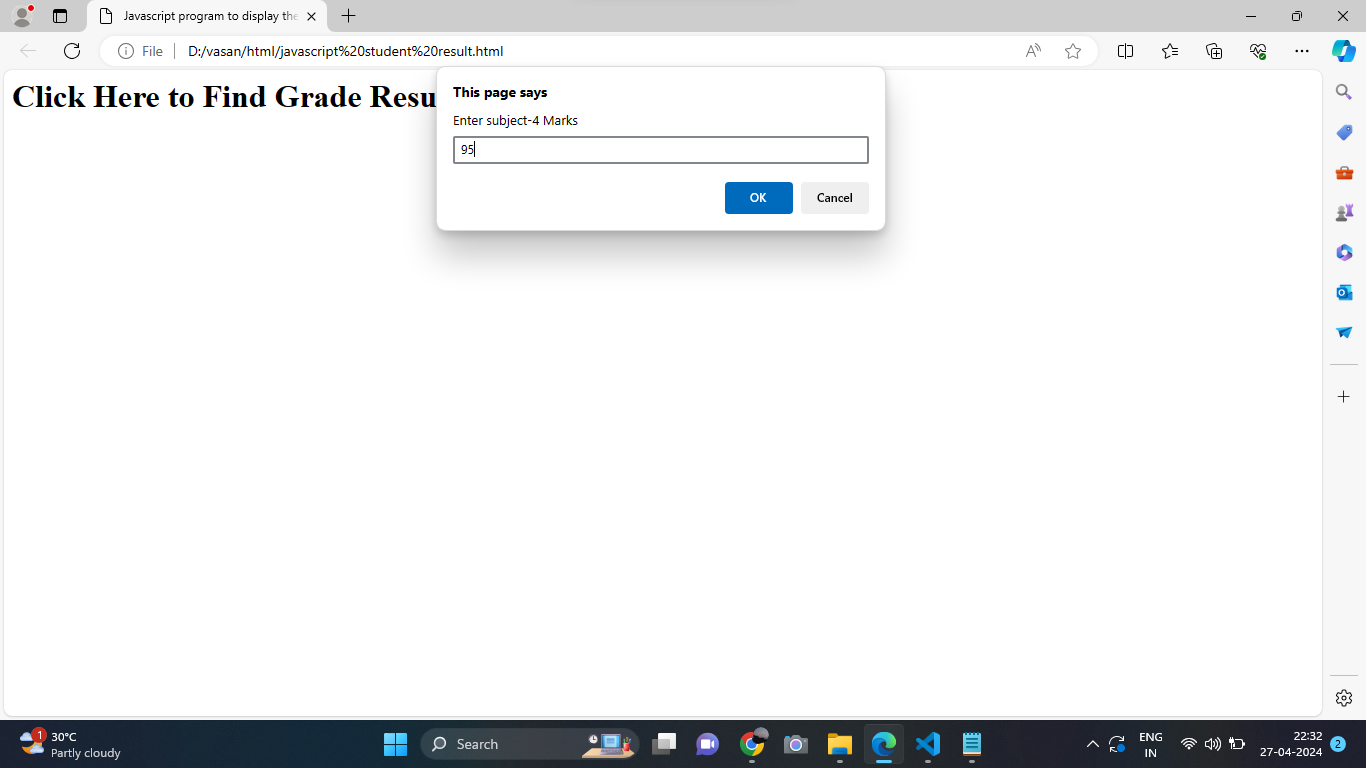 Javascript program to display the
File
D:/vasan/html/javascript%20student%20result.html
Click Here to Find Grade Resu
This page says
Enter subject-4 Marks
95
OK
Cancel
1
30°C
Partly cloudy
Search
ENG
IN
22:32
27-04-2024
2